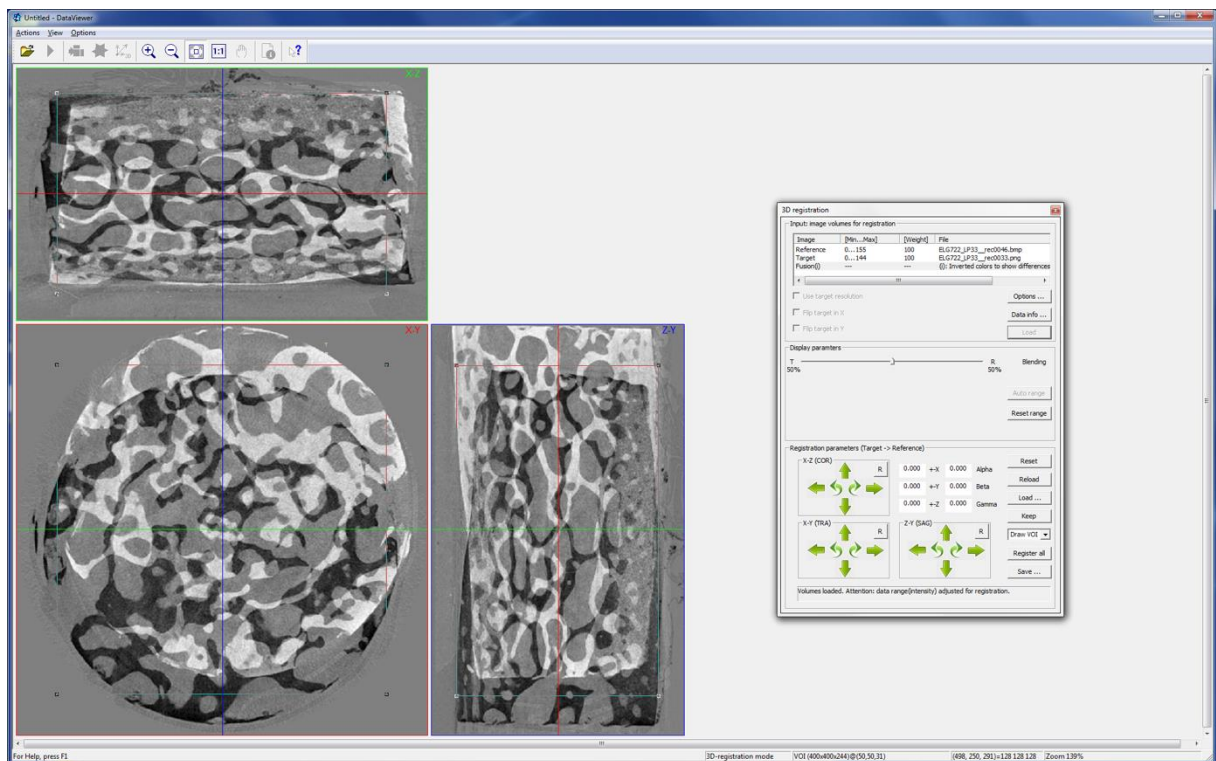 Untitled - DataViewer
Actions View Options
1:1
X-Z
X-Y
Z-Y
3D registration
Input: image volumes for registration
Image [Min...Max] [Weight] File
Reference 0...155 100 ELG722_LP33__rec0046.bmp
Target 0...144 100 ELG722_LP33__rec0033.png
Fusion(i) --- --- (i): Inverted colors to show differences
Use target resolution Options ...
Flip target in X Data info ...
Flip target in Y Load
Display paramters
T R Blending
50% 50%
Auto range
Reset range
Registration parameters (Target -> Reference)
X-Z (COR) R 0.000 +-X 0.000 Alpha Reset
0.000 +-Y 0.000 Beta Reload
0.000 +-Z 0.000 Gamma Load ...
Keep
X-Y (TRA) R Z-Y (SAG) R Draw VOI
Register all
Save ...
Volumes loaded. Attention: data range(intensity) adjusted for registration.
For Help, press F1 3D-registration mode VOI (400x400x244)@(50,50,31) (498, 250, 291)=128 128 128 Zoom 139%